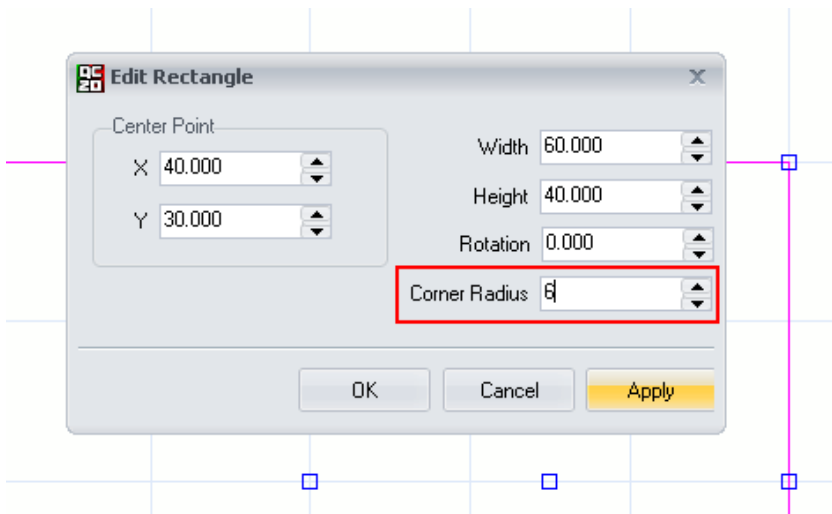 Edit Rectangle
Center Point
X 40.000
Y 30.000
Width 60.000
Height 40.000
Rotation 0.000
Corner Radius 6
OK Cancel Apply